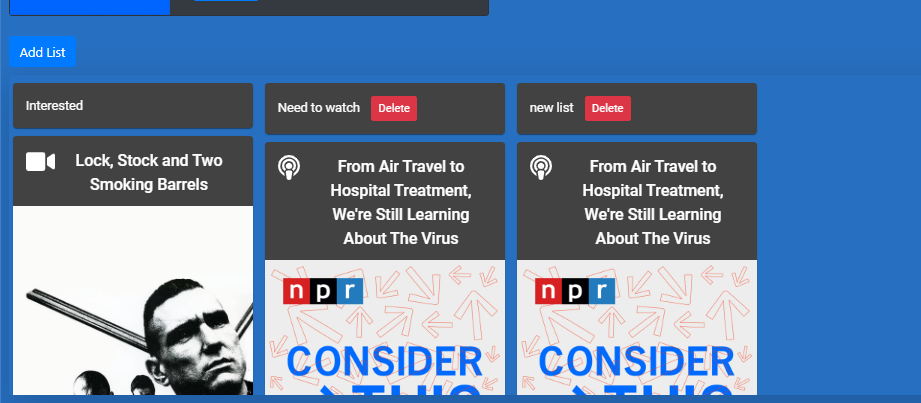 Add List
Interested
Need to watch
Delete
new list
Delete
Lock, Stock and Two
Smoking Barrels
From Air Travel to
Hospital Treatment,
We're Still Learning
About The Virus
From Air Travel to
Hospital Treatment,
We're Still Learning
About The Virus
npr
CONSIDER
THIS
npr
CONSIDER
THIS